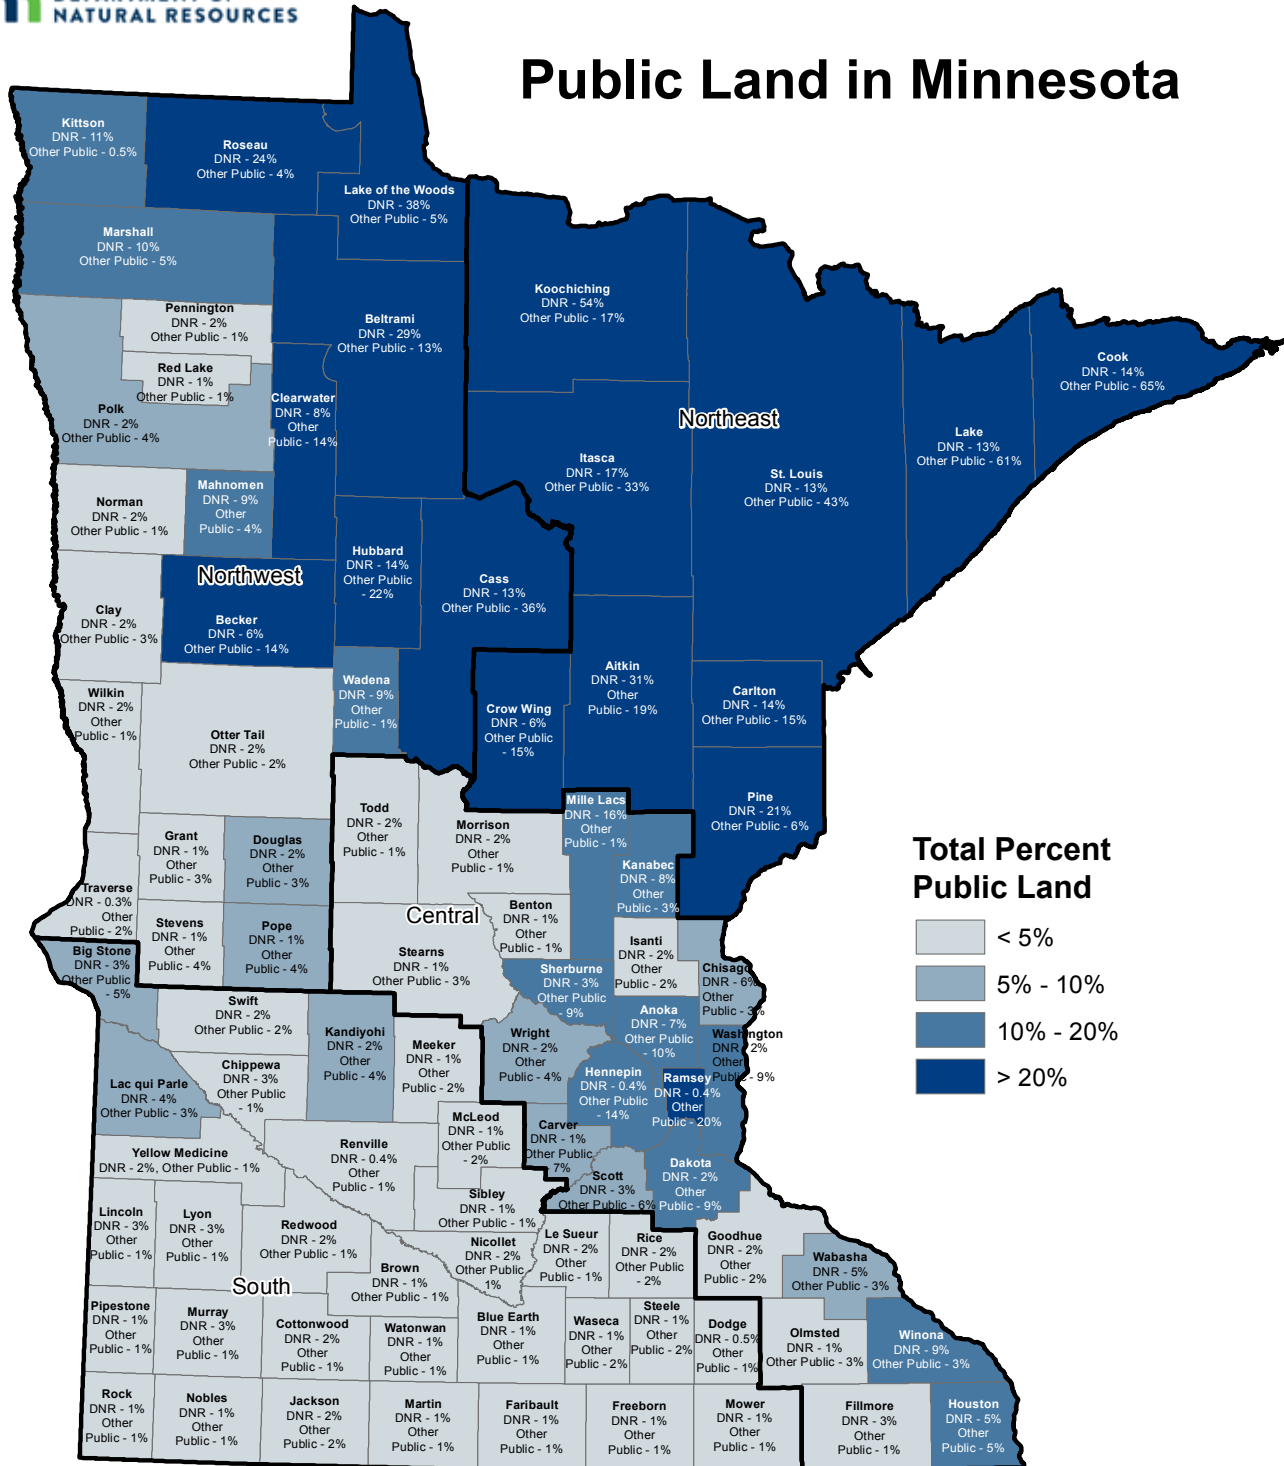 NATURAL RESOURCES
Public Land in Minnesota
Kittson
DNR - 11%
Other Public - 0.5%
Roseau
DNR - 24%
Other Public - 4%
Lake of the Woods
DNR - 38%
Other Public - 5%
Marshall
DNR - 10%
Other Public - 5%
Koochiching
DNR - 54%
Other Public - 17%
Pennington
DNR - 2%
Other Public - 1%
Beltrami
DNR - 29%
Other Public - 13%
Cook
DNR - 14%
Other Public - 65%
Red Lake
DNR - 1%
Other Public - 1%
Clearwater
DNR - 8%
Other
Public - 14%
Polk
DNR - 2%
Other Public - 4%
Northeast
Lake
DNR - 13%
Other Public - 61%
Itasca
DNR - 17%
Other Public - 33%
St. Louis
DNR - 13%
Other Public - 43%
Norman
DNR - 2%
Other Public - 1%
Mahnomen
DNR - 9%
Other
Public - 4%
Northwest
Hubbard
DNR - 14%
Other Public
- 22%
Cass
DNR - 13%
Other Public - 36%
Clay
DNR - 2%
Other Public - 3%
Becker
DNR - 6%
Other Public - 14%
Aitkin
DNR - 31%
Other
Public - 19%
Wadena
DNR - 9%
Other
Public - 1%
Carlton
DNR - 14%
Other Public - 15%
Wilkin
DNR - 2%
Other
Public - 1%
Crow Wing
DNR - 6%
Other Public
- 15%
Otter Tail
DNR - 2%
Other Public - 2%
Pine
DNR - 21%
Other Public - 6%
Mille Lacs
DNR - 16%
Other
Public - 1%
Todd
DNR - 2%
Other
Public - 1%
Morrison
DNR - 2%
Other
Public - 1%
Grant
DNR - 1%
Other
Public - 3%
Douglas
DNR - 2%
Other
Public - 3%
Kanabec
DNR - 8%
Other
Public - 3%
Total Percent
Public Land
< 5%
5% - 10%
10% - 20%
> 20%
Traverse
DNR - 0.3%
Other
Public - 2%
Stevens
DNR - 1%
Other
Public - 4%
Pope
DNR - 1%
Other
Public - 4%
Central
Benton
DNR - 1%
Other
Public - 1%
Stearns
DNR - 1%
Other Public - 3%
Isanti
DNR - 2%
Other
Public - 2%
Big Stone
DNR - 3%
Other Public
- 5%
Sherburne
DNR - 3%
Other Public
- 9%
Chisago
DNR - 6%
Other
Public - 3%
Swift
DNR - 2%
Other Public - 2%
Kandiyohi
DNR - 2%
Other
Public - 4%
Wright
DNR - 2%
Other
Public - 4%
Anoka
DNR - 7%
Other Public
- 10%
Washington
DNR - 2%
Other
Public - 9%
Meeker
DNR - 1%
Other
Public - 2%
Chippewa
DNR - 3%
Other Public
- 1%
Hennepin
DNR - 0.4%
Other Public
- 14%
Ramsey
DNR - 0.4%
Other
Public - 20%
Lac qui Parle
DNR - 4%
Other Public - 3%
McLeod
DNR - 1%
Other Public
- 2%
Carver
DNR - 1%
Other Public
- 7%
Yellow Medicine
DNR - 2%, Other Public - 1%
Renville
DNR - 0.4%
Other
Public - 1%
Scott
DNR - 3%
Other Public - 6%
Dakota
DNR - 2%
Other
Public - 9%
Sibley
DNR - 1%
Other Public - 1%
Lincoln
DNR - 3%
Other
Public - 1%
Lyon
DNR - 3%
Other
Public - 1%
Redwood
DNR - 2%
Other Public - 1%
Nicollet
DNR - 2%
Other Public
1%
Le Sueur
DNR - 2%
Other
Public - 1%
Rice
DNR - 2%
Other Public
- 2%
Goodhue
DNR - 2%
Other
Public - 2%
Wabasha
DNR - 5%
Other Public - 3%
South
Brown
DNR - 1%
Other Public - 1%
Pipestone
DNR - 1%
Other
Public - 1%
Murray
DNR - 3%
Other
Public - 1%
Cottonwood
DNR - 2%
Other
Public - 1%
Watonwan
DNR - 1%
Other
Public - 1%
Blue Earth
DNR - 1%
Other
Public - 1%
Waseca
DNR - 1%
Other
Public - 2%
Steele
DNR - 1%
Other
Public - 2%
Dodge
DNR - 0.5%
Other
Public - 1%
Olmsted
DNR - 1%
Other Public - 3%
Winona
DNR - 9%
Other Public - 3%
Rock
DNR - 1%
Other
Public - 1%
Nobles
DNR - 1%
Other
Public - 1%
Jackson
DNR - 2%
Other
Public - 2%
Martin
DNR - 1%
Other
Public - 1%
Faribault
DNR - 1%
Other
Public - 1%
Freeborn
DNR - 1%
Other
Public - 1%
Mower
DNR - 1%
Other
Public - 1%
Fillmore
DNR - 3%
Other
Public - 1%
Houston
DNR - 5%
Other
Public - 5%